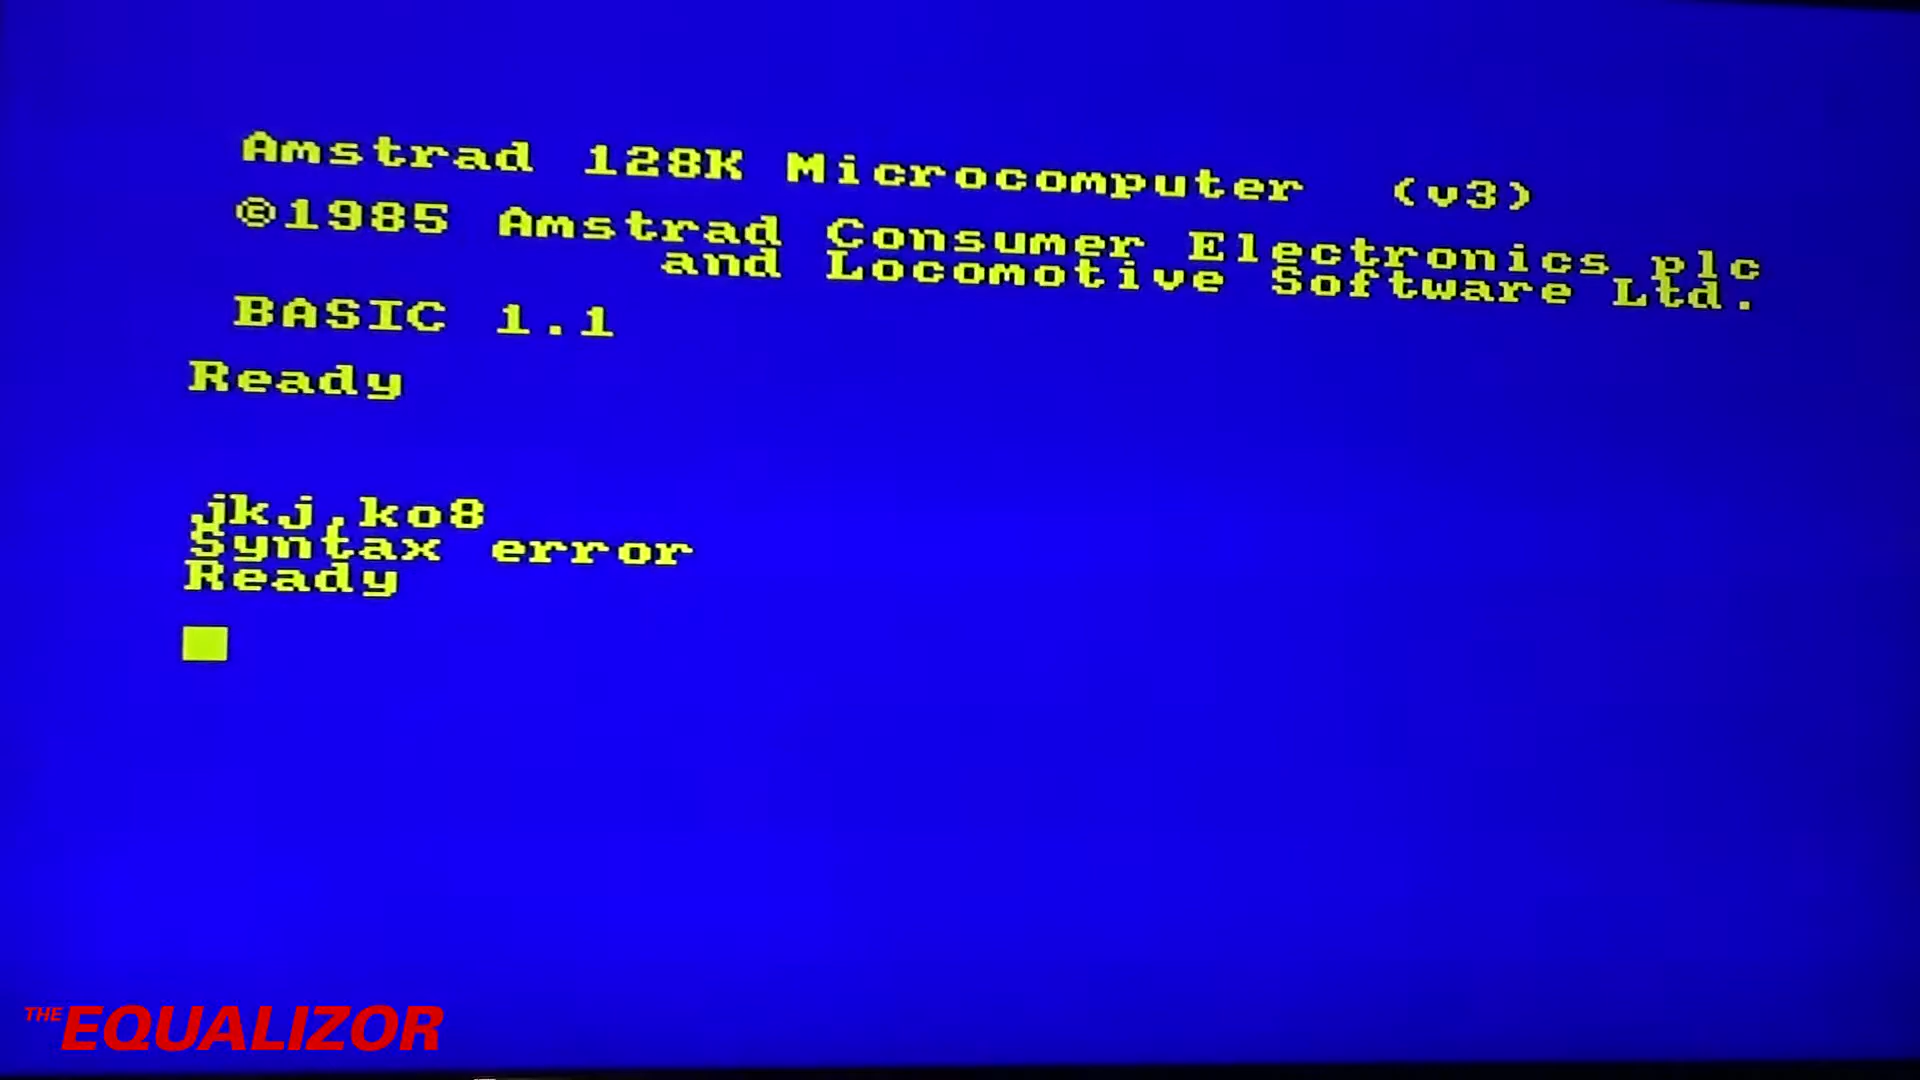 Amstrad 128K Microcomputer (v3)
©1985 Amstrad Consumer Electronics plc
and Locomotive Software Ltd.
BASIC 1.1
Ready
jkj,ko8
Syntax error
Ready
THE EQUALIZOR